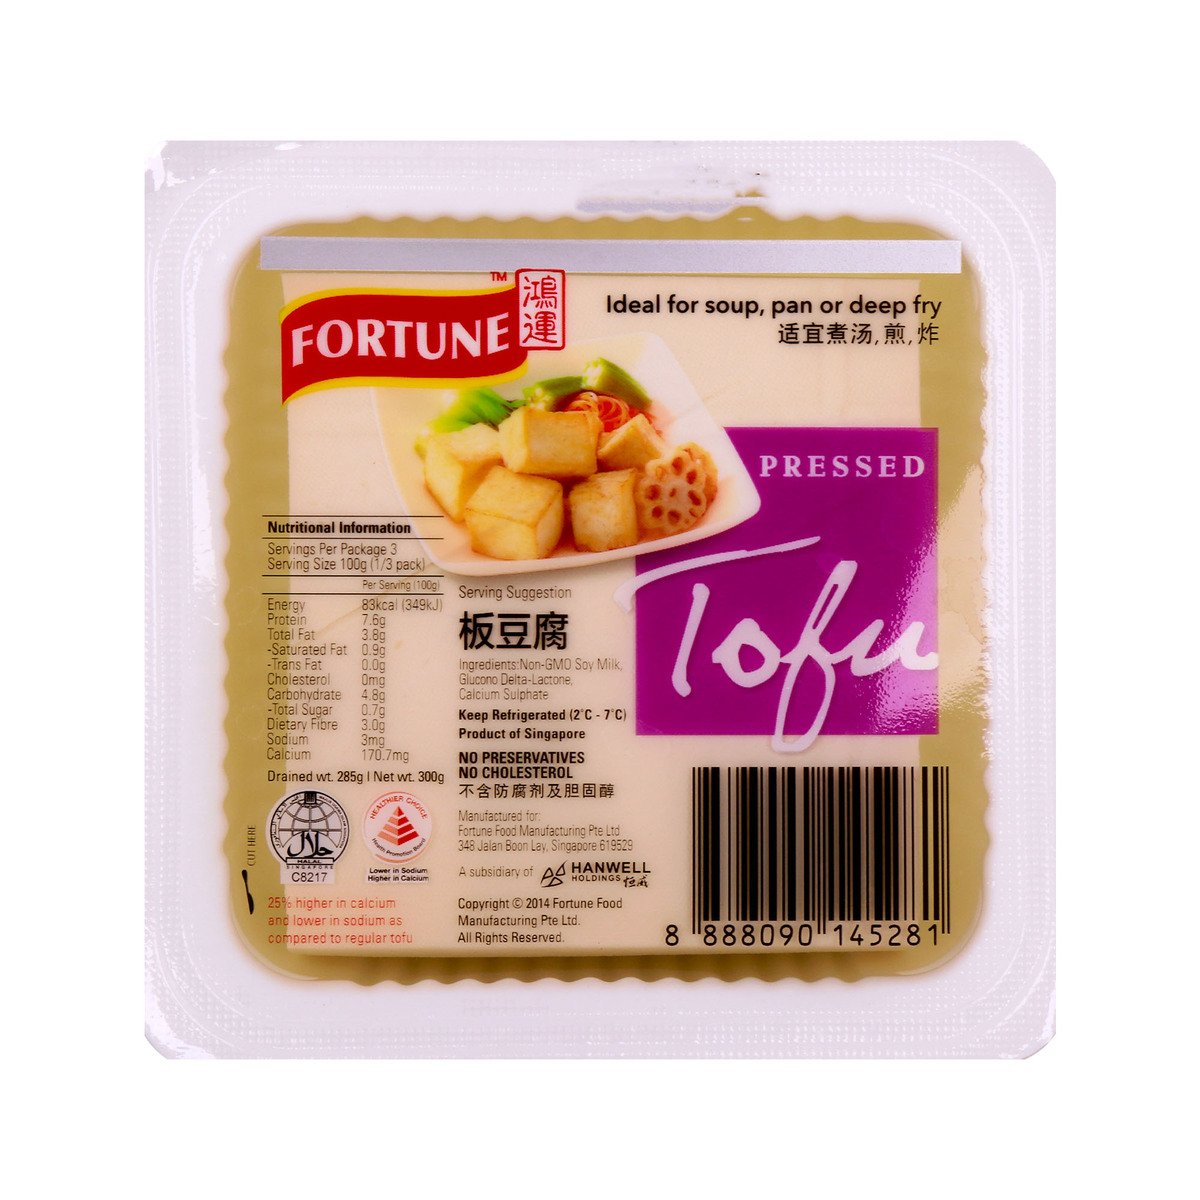 FORTUNE ™
鴻運
Ideal for soup, pan or deep fry
适宜煮汤,煎,炸
PRESSED
Tofu
Nutritional Information
Servings Per Package 3
Serving Size 100g (1/3 pack)
Per Serving (100g)
Energy 83kcal (349kJ)
Protein 7.6g
Total Fat 3.8g
-Saturated Fat 0.9g
-Trans Fat 0.0g
Cholesterol 0mg
Carbohydrate 4.8g
-Total Sugar 0.7g
Dietary Fibre 3.0g
Sodium 3mg
Calcium 170.7mg
Drained wt. 285g | Net wt. 300g
HALAL
SINGAPORE
C8217
HEALTHIER CHOICE
Health Promotion Board
Lower in Sodium
Higher in Calcium
CUT HERE
25% higher in calcium
and lower in sodium as
compared to regular tofu
Serving Suggestion
板豆腐
Ingredients:Non-GMO Soy Milk,
Glucono Delta-Lactone,
Calcium Sulphate
Keep Refrigerated (2°C - 7°C)
Product of Singapore
NO PRESERVATIVES
NO CHOLESTEROL
不含防腐剂及胆固醇
Manufactured for:
Fortune Food Manufacturing Pte Ltd
348 Jalan Boon Lay, Singapore 619529
A subsidiary of HANWELL
HOLDINGS 恒威
Copyright © 2014 Fortune Food
Manufacturing Pte Ltd.
All Rights Reserved.
8 888090 145281